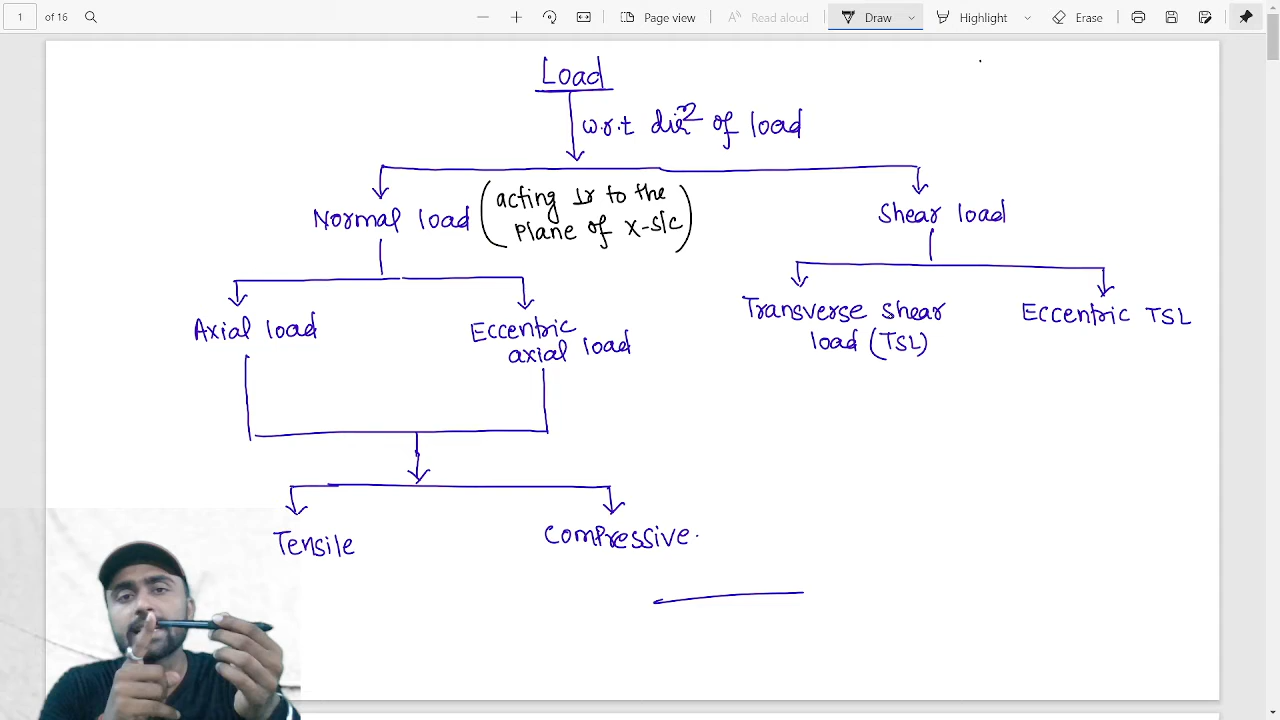 1 of 16
Page view
Read aloud
Draw
Highlight
Erase
Load
w.r.t dirⁿ of load
Normal load
(acting ⊥r to the
Plane of X-s/c)
Shear load
Axial load
Eccentric
axial load
Transverse shear
load (TSL)
Eccentric TSL
Tensile
Compressive.